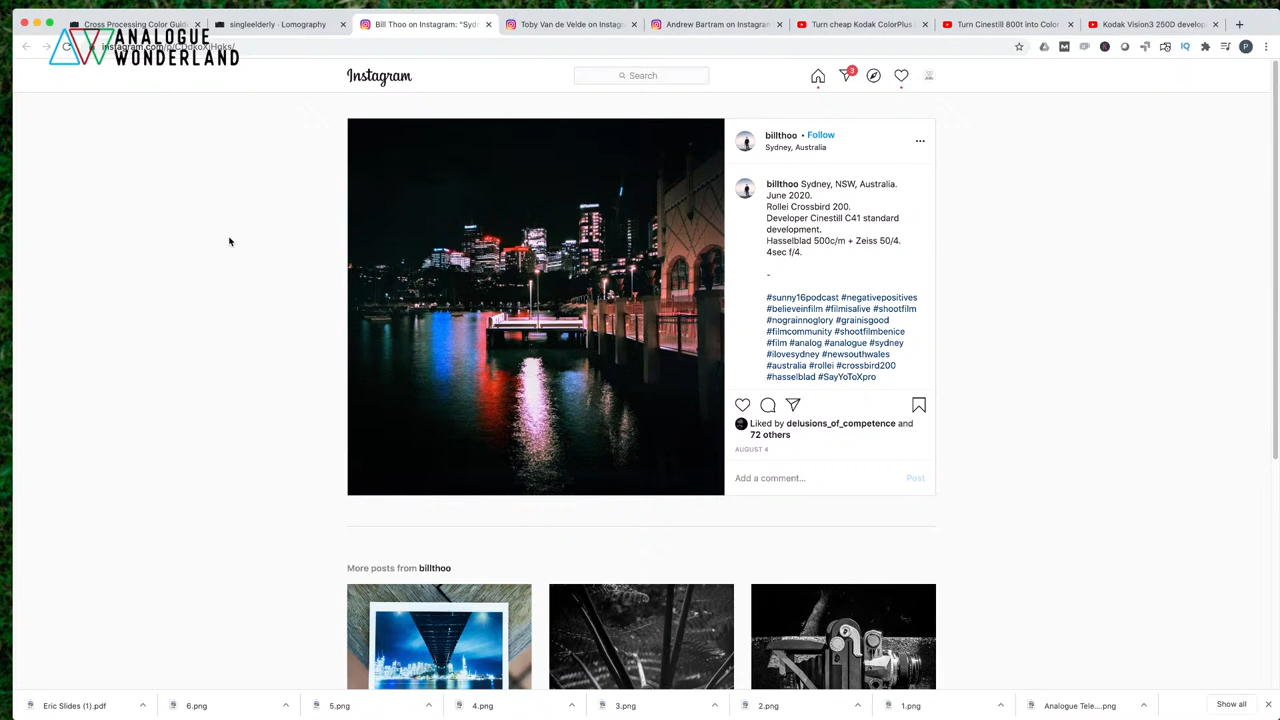 Cross Processing Color Guid
singleelderly · Lomography
Bill Thoo on Instagram: "Sydn
Toby Van de Velde on Instagra
Andrew Bartram on Instagram
Turn cheap Kodak ColorPlus
Turn Cinestill 800t into Color
Kodak Vision3 250D develop
ANALOGUE
WONDERLAND
Instagram
Search
3
billthoo • Follow
Sydney, Australia
billthoo Sydney, NSW, Australia.
June 2020.
Rollei Crossbird 200.
Developer Cinestill C41 standard
development.
Hasselblad 500c/m + Zeiss 50/4.
4sec f/4.
-
#sunny16podcast #negativepositives
#believeinfilm #filmisalive #shootfilm
#nograinnoglory #grainisgood
#filmcommunity #shootfilmbenice
#film #analog #analogue #sydney
#ilovesydney #newsouthwales
#australia #rollei #crossbird200
#hasselblad #SayYoToXpro
Liked by delusions_of_competence and
72 others
AUGUST 4
Add a comment... Post
More posts from billthoo
Eric Slides (1).pdf
6.png
5.png
4.png
3.png
2.png
1.png
Analogue Tele....png
Show all